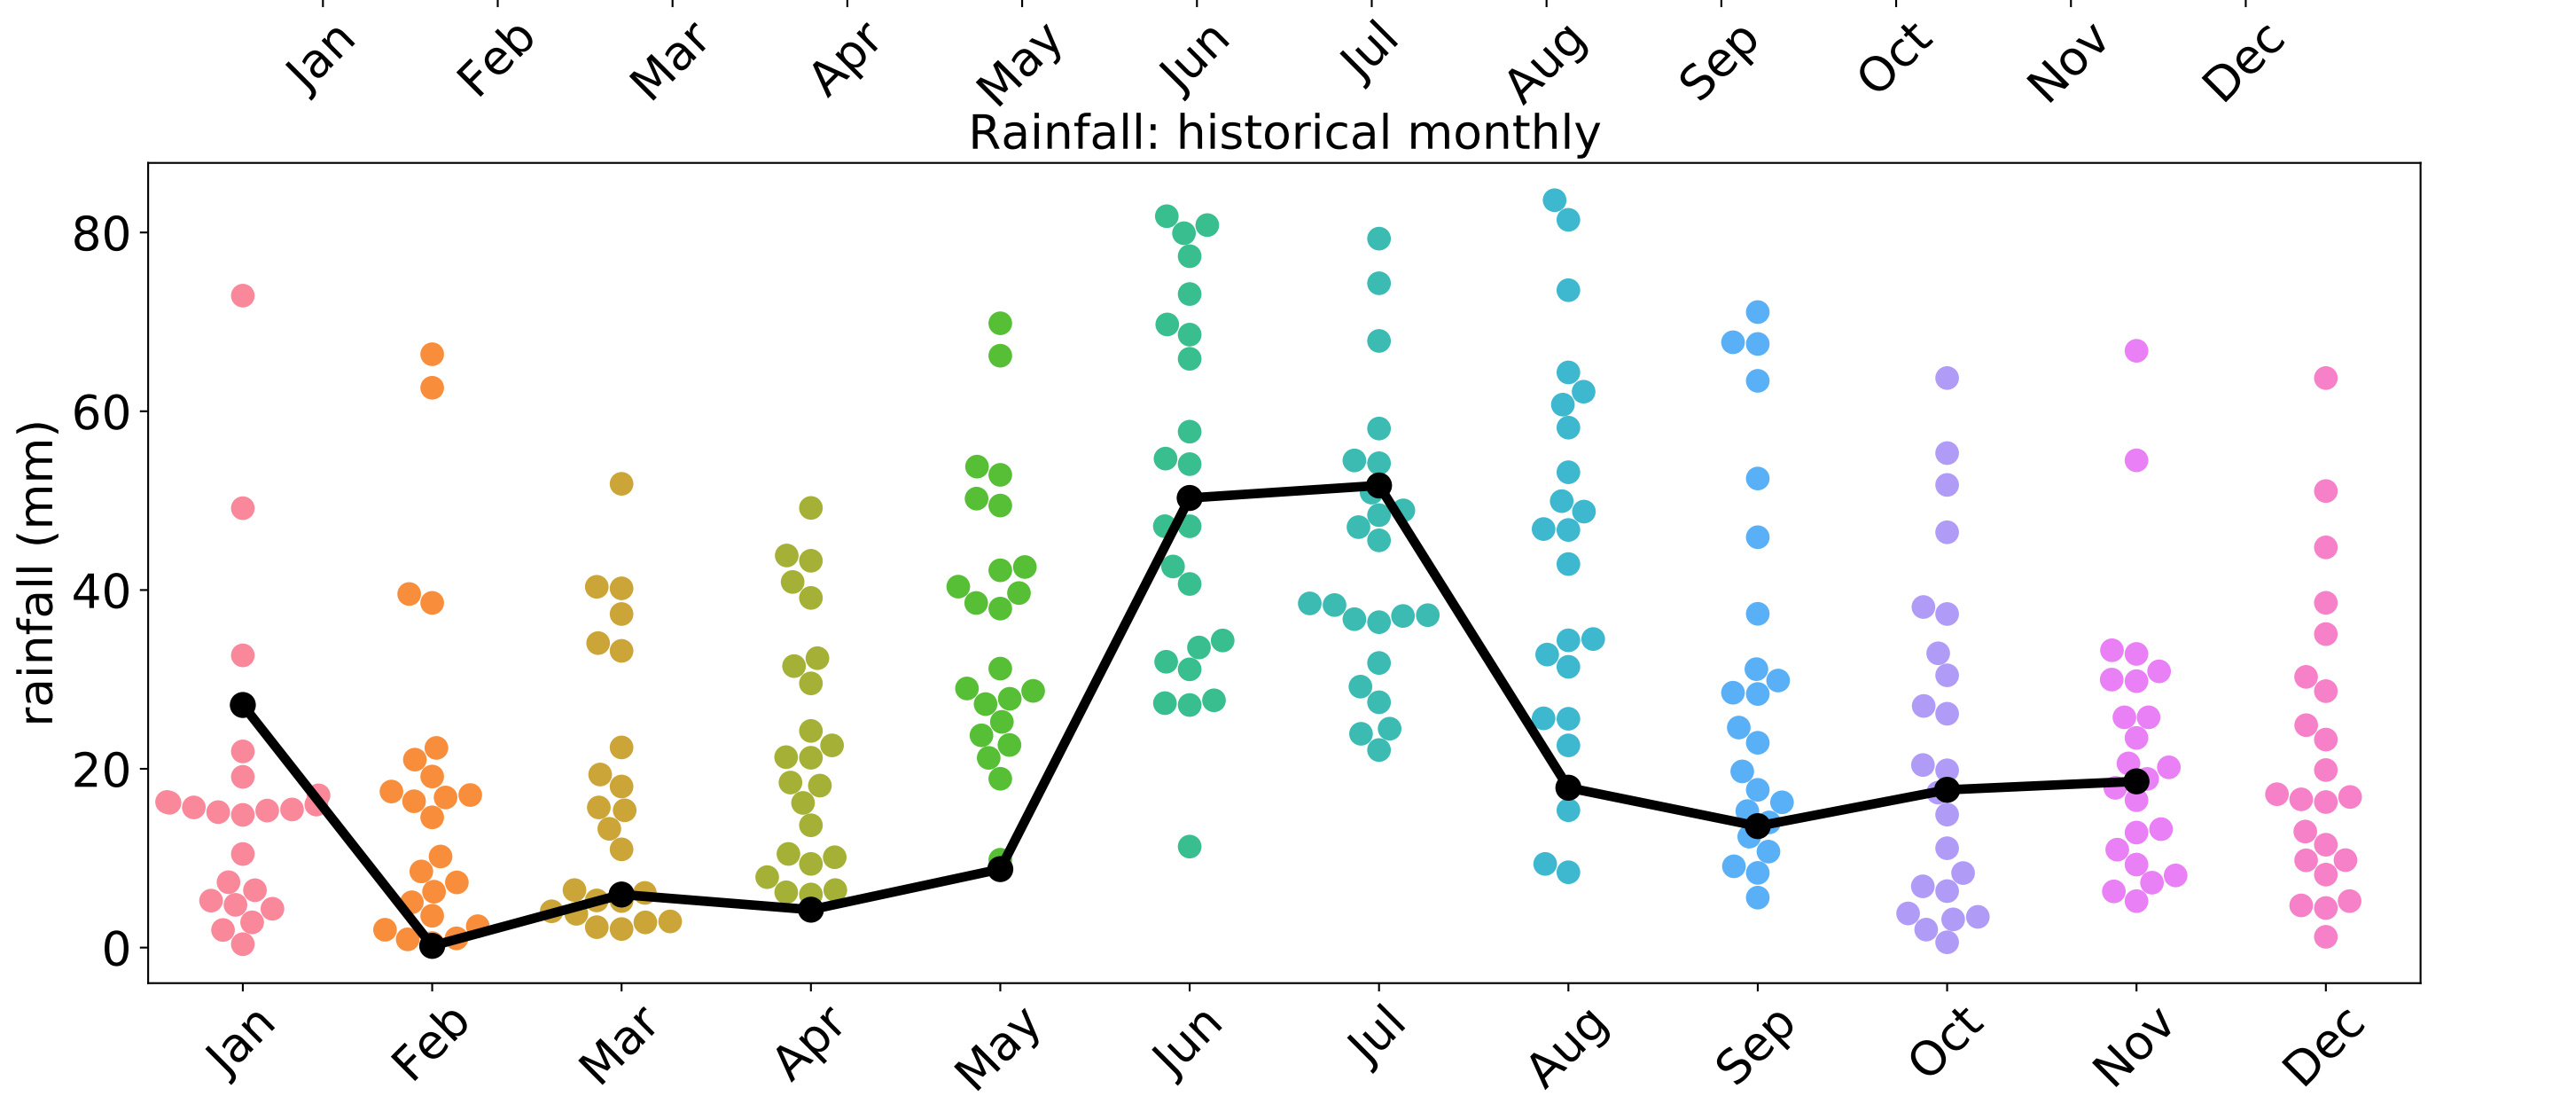 Jan Feb Mar Apr May Jun Jul Aug Sep Oct Nov Dec
Rainfall: historical monthly
80
60
40
20
0
rainfall (mm)
Jan Feb Mar Apr May Jun Jul Aug Sep Oct Nov Dec